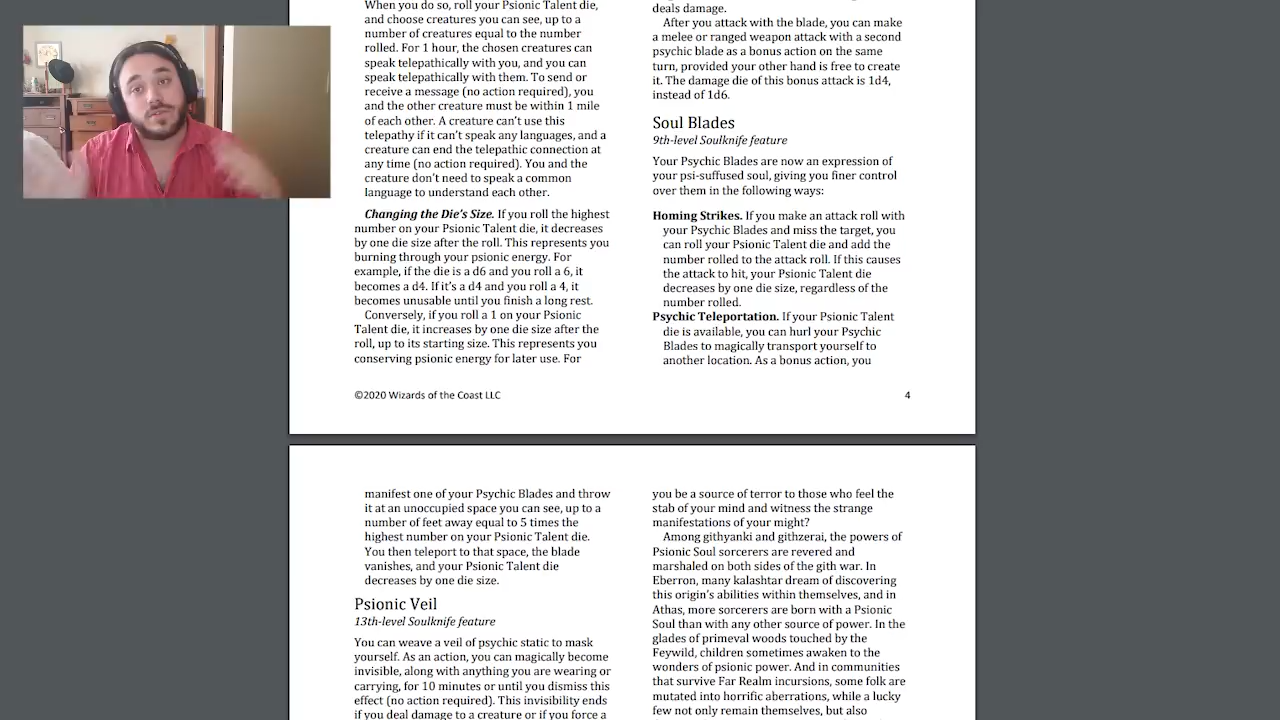 When you do so, roll your Psionic Talent die,
and choose creatures you can see, up to a
number of creatures equal to the number
rolled. For 1 hour, the chosen creatures can
speak telepathically with you, and you can
speak telepathically with them. To send or
receive a message (no action required), you
and the other creature must be within 1 mile
of each other. A creature can't use this
telepathy if it can't speak any languages, and a
creature can end the telepathic connection at
any time (no action required). You and the
creature don't need to speak a common
language to understand each other.
Changing the Die's Size. If you roll the highest
number on your Psionic Talent die, it decreases
by one die size after the roll. This represents you
burning through your psionic energy. For
example, if the die is a d6 and you roll a 6, it
becomes a d4. If it's a d4 and you roll a 4, it
becomes unusable until you finish a long rest.
Conversely, if you roll a 1 on your Psionic
Talent die, it increases by one die size after the
roll, up to its starting size. This represents you
conserving psionic energy for later use. For
deals damage.
After you attack with the blade, you can make
a melee or ranged weapon attack with a second
psychic blade as a bonus action on the same
turn, provided your other hand is free to create
it. The damage die of this bonus attack is 1d4,
instead of 1d6.
Soul Blades
9th-level Soulknife feature
Your Psychic Blades are now an expression of
your psi-suffused soul, giving you finer control
over them in the following ways:
Homing Strikes. If you make an attack roll with
your Psychic Blades and miss the target, you
can roll your Psionic Talent die and add the
number rolled to the attack roll. If this causes
the attack to hit, your Psionic Talent die
decreases by one die size, regardless of the
number rolled.
Psychic Teleportation. If your Psionic Talent
die is available, you can hurl your Psychic
Blades to magically transport yourself to
another location. As a bonus action, you
©2020 Wizards of the Coast LLC
4
manifest one of your Psychic Blades and throw
it at an unoccupied space you can see, up to a
number of feet away equal to 5 times the
highest number on your Psionic Talent die.
You then teleport to that space, the blade
vanishes, and your Psionic Talent die
decreases by one die size.
Psionic Veil
13th-level Soulknife feature
You can weave a veil of psychic static to mask
yourself. As an action, you can magically become
invisible, along with anything you are wearing or
carrying, for 10 minutes or until you dismiss this
effect (no action required). This invisibility ends
if you deal damage to a creature or if you force a
you be a source of terror to those who feel the
stab of your mind and witness the strange
manifestations of your might?
Among githyanki and githzerai, the powers of
Psionic Soul sorcerers are revered and
marshaled on both sides of the gith war. In
Eberron, many kalashtar dream of discovering
this origin's abilities within themselves, and in
Athas, more sorcerers are born with a Psionic
Soul than with any other source of power. In the
glades of primeval woods touched by the
Feywild, children sometimes awaken to the
wonders of psionic power. And in communities
that survive Far Realm incursions, some folk are
mutated into horrific aberrations, while a lucky
few not only remain themselves, but also